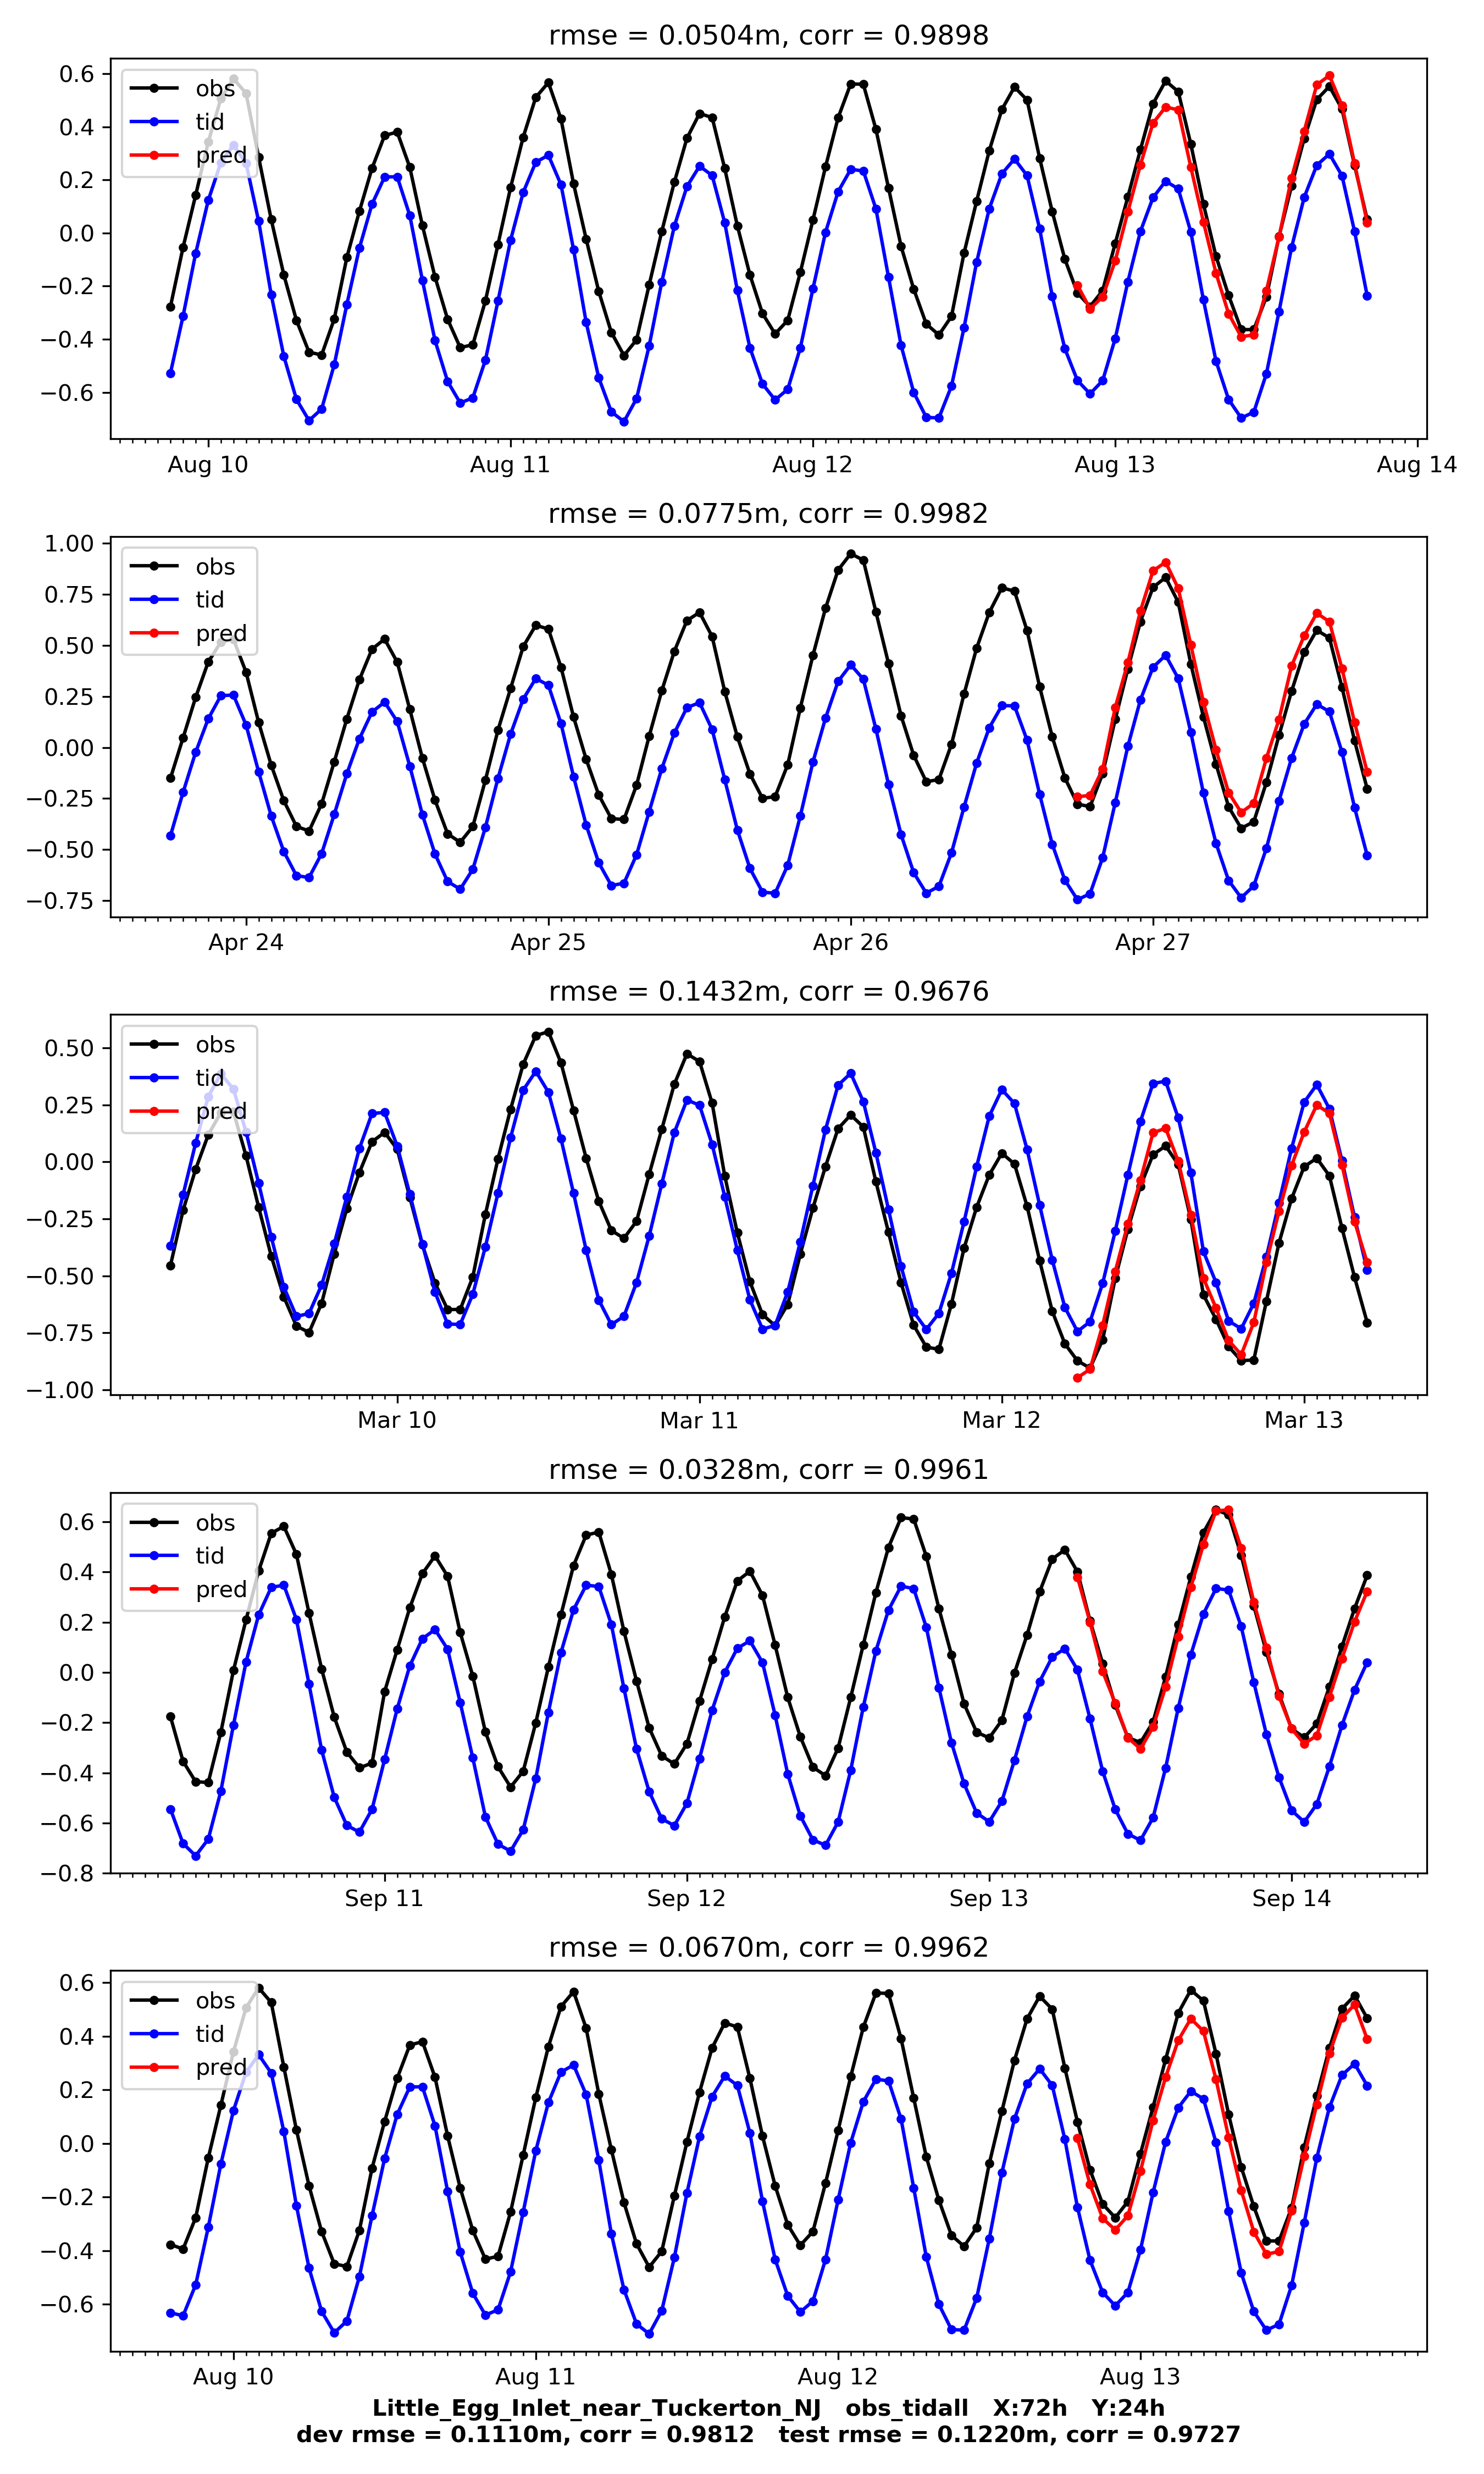 rmse = 0.0504m, corr = 0.9898
obs
tid
pred
0.6
0.4
0.2
0.0
−0.2
−0.4
−0.6
Aug 10 Aug 11 Aug 12 Aug 13 Aug 14
rmse = 0.0775m, corr = 0.9982
obs
tid
pred
1.00
0.75
0.50
0.25
0.00
−0.25
−0.50
−0.75
Apr 24 Apr 25 Apr 26 Apr 27
rmse = 0.1432m, corr = 0.9676
obs
tid
pred
0.50
0.25
0.00
−0.25
−0.50
−0.75
−1.00
Mar 10 Mar 11 Mar 12 Mar 13
rmse = 0.0328m, corr = 0.9961
obs
tid
pred
0.6
0.4
0.2
0.0
−0.2
−0.4
−0.6
−0.8
Sep 11 Sep 12 Sep 13 Sep 14
rmse = 0.0670m, corr = 0.9962
obs
tid
pred
0.6
0.4
0.2
0.0
−0.2
−0.4
−0.6
Aug 10 Aug 11 Aug 12 Aug 13
Little_Egg_Inlet_near_Tuckerton_NJ obs_tidall X:72h Y:24h
dev rmse = 0.1110m, corr = 0.9812 test rmse = 0.1220m, corr = 0.9727